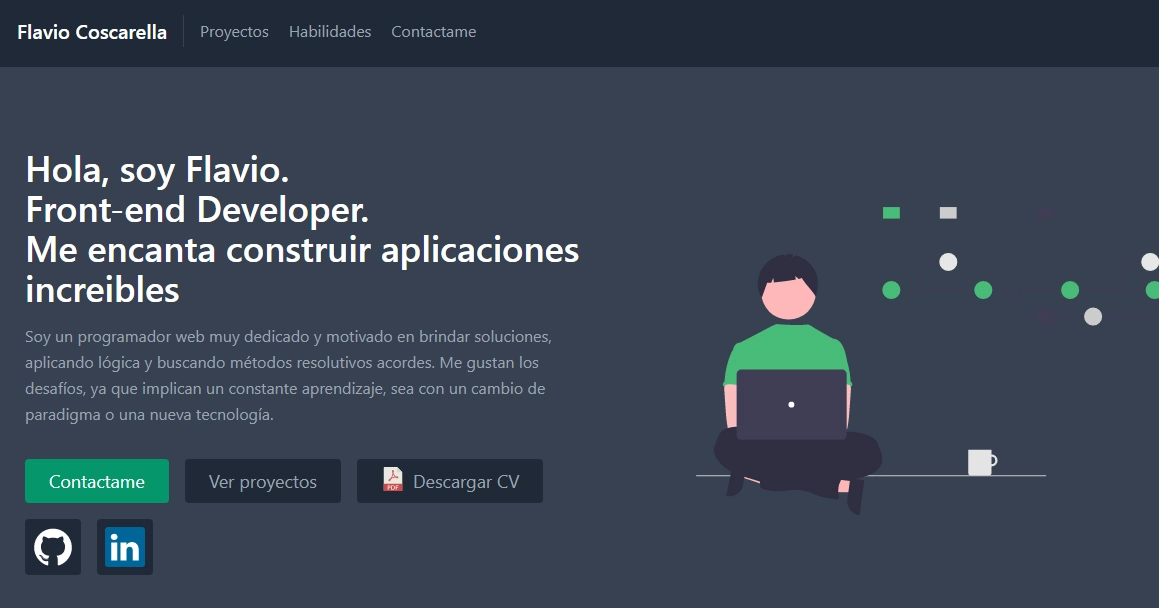 Flavio Coscarella
Proyectos
Habilidades
Contactame
Hola, soy Flavio.
Front-end Developer.
Me encanta construir aplicaciones
increibles
Soy un programador web muy dedicado y motivado en brindar soluciones,
aplicando lógica y buscando métodos resolutivos acordes. Me gustan los
desafíos, ya que implican un constante aprendizaje, sea con un cambio de
paradigma o una nueva tecnología.
Contactame
Ver proyectos
PDF
Descargar CV
in